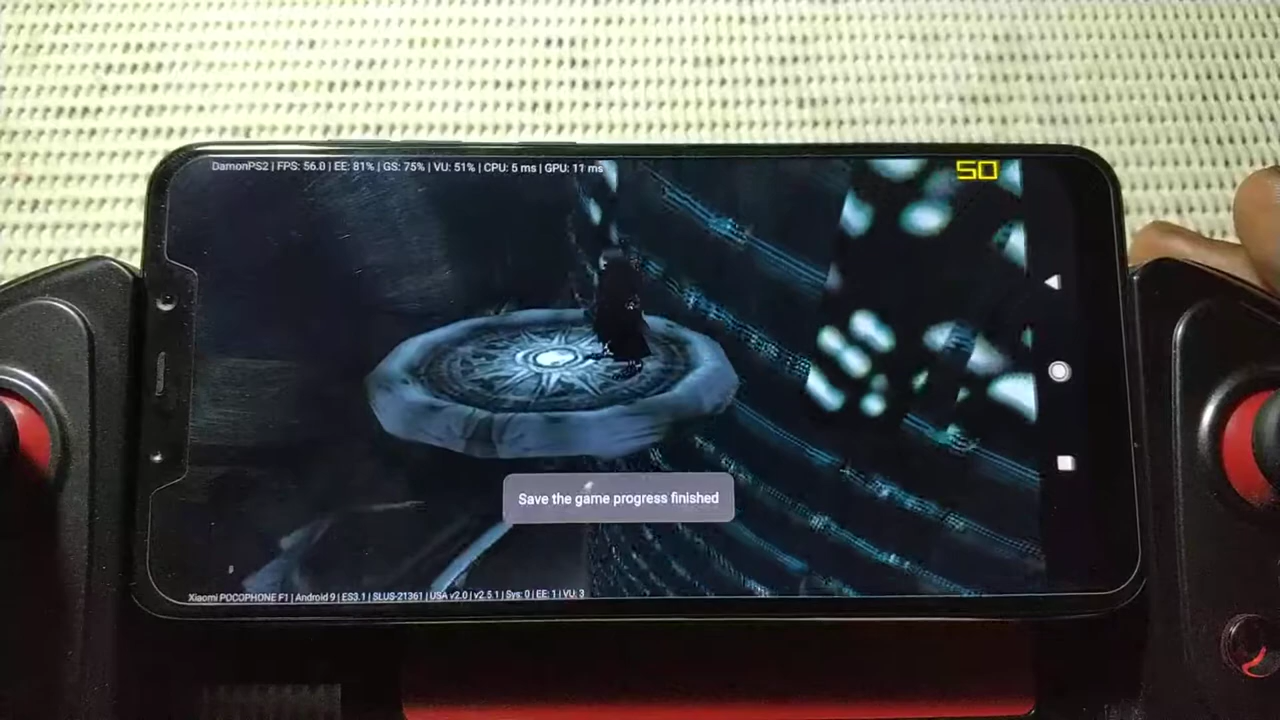 DamonPS2 | FPS: 56.0 | EE: 81% | GS: 75% | VU: 51% | CPU: 5 ms | GPU: 11 ms
50
Save the game progress finished
Xiaomi POCOPHONE F1 | Android 9 | ES3.1 | SLUS-21361 | USA v2.0 | v2.5.1 | Sys: 0 | EE: 1 | VU: 3